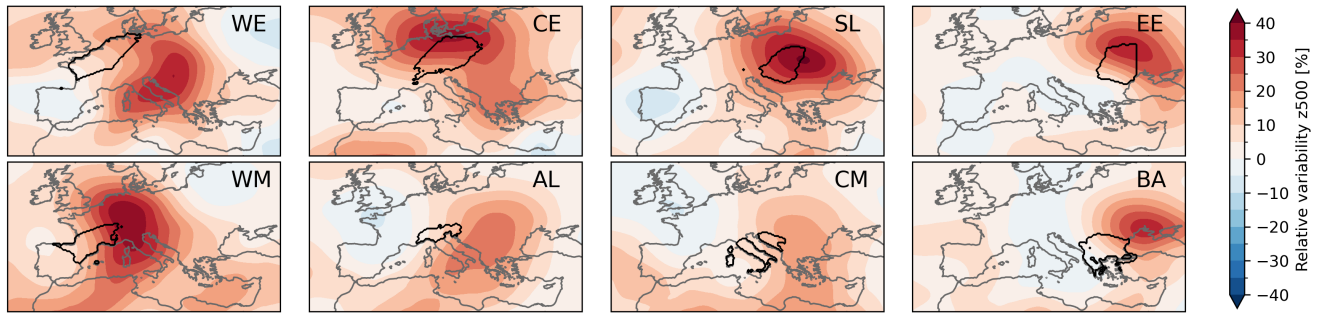 WE
CE
SL
EE
WM
AL
CM
BA
40
30
20
10
0
−10
−20
−30
−40
Relative variability z500 [%]